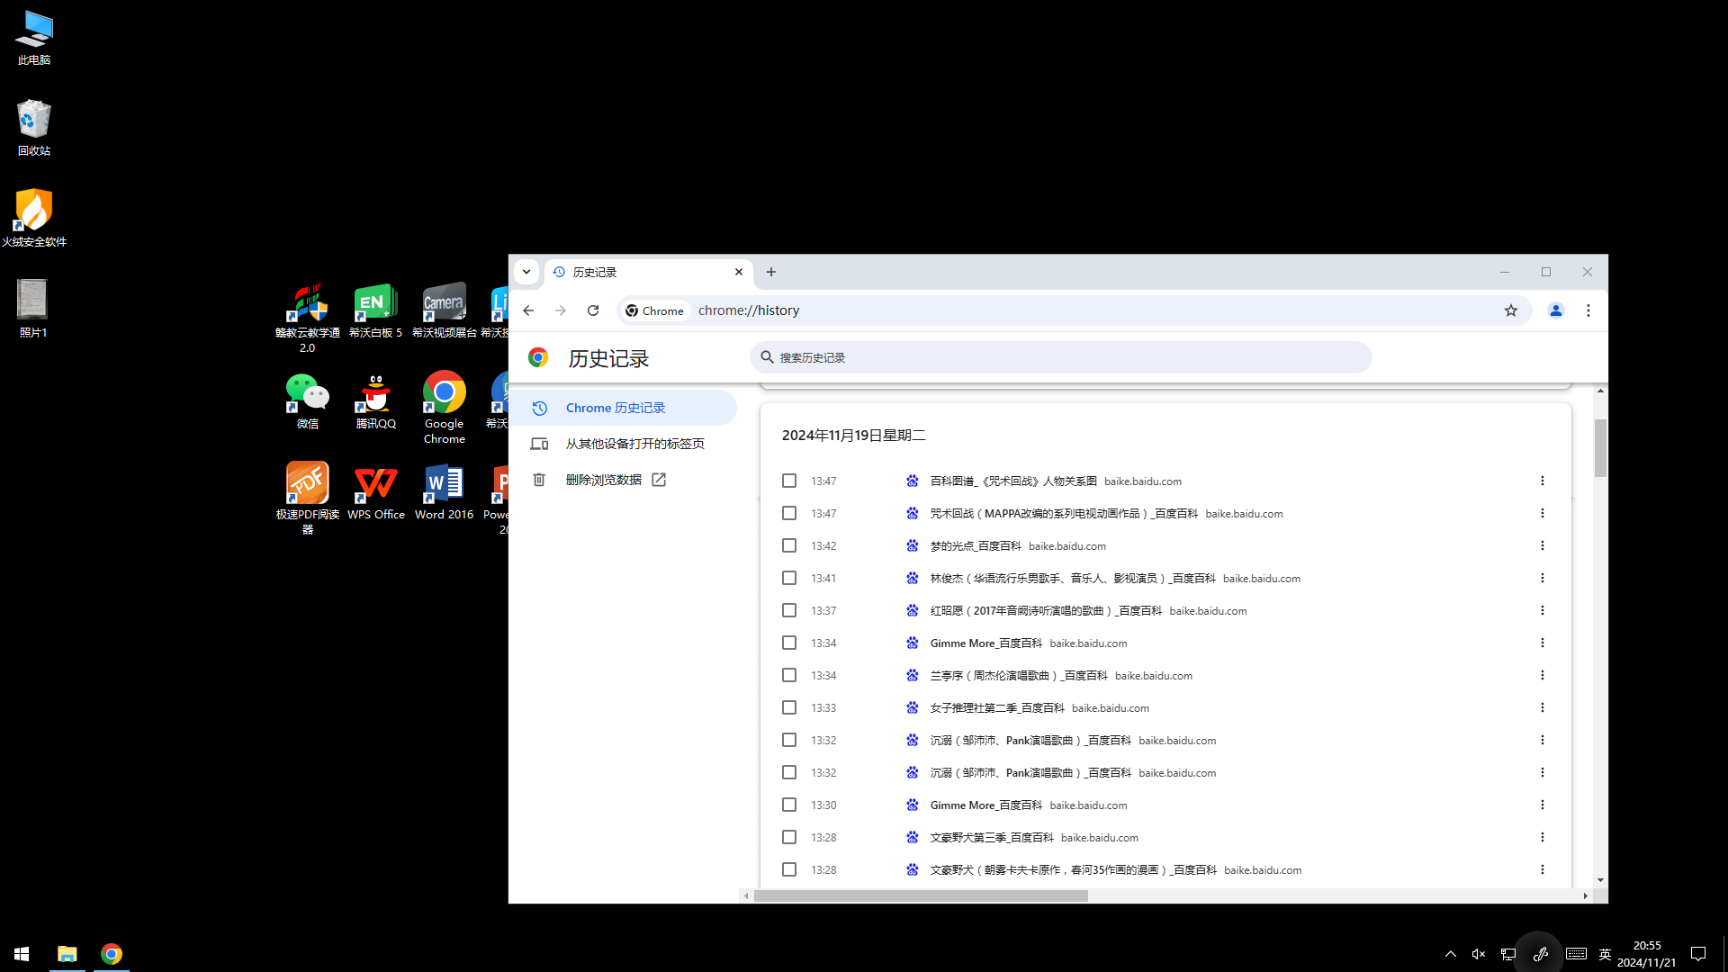 此电脑
回收站
火绒安全软件
照片1
赣教云教学通
2.0
希沃白板 5
希沃视频展台
希沃授
微信
腾讯QQ
Google
Chrome
希沃
极速PDF阅读
器
WPS Office
Word 2016
Powe
20
EN
Camera
Li
PDF
历史记录
Chrome
chrome://history
历史记录
搜索历史记录
Chrome 历史记录
从其他设备打开的标签页
删除浏览数据
2024年11月19日星期二
13:47 百科图谱_《咒术回战》人物关系图 baike.baidu.com
13:47 咒术回战（MAPPA改编的系列电视动画作品）_百度百科 baike.baidu.com
13:42 梦的光点_百度百科 baike.baidu.com
13:41 林俊杰（华语流行乐男歌手、音乐人、影视演员）_百度百科 baike.baidu.com
13:37 红昭愿（2017年音阙诗听演唱的歌曲）_百度百科 baike.baidu.com
13:34 Gimme More_百度百科 baike.baidu.com
13:34 兰亭序（周杰伦演唱歌曲）_百度百科 baike.baidu.com
13:33 女子推理社第二季_百度百科 baike.baidu.com
13:32 沉溺（邹沛沛、Pank演唱歌曲）_百度百科 baike.baidu.com
13:32 沉溺（邹沛沛、Pank演唱歌曲）_百度百科 baike.baidu.com
13:30 Gimme More_百度百科 baike.baidu.com
13:28 文豪野犬第三季_百度百科 baike.baidu.com
13:28 文豪野犬（朝雾卡夫卡原作，春河35作画的漫画）_百度百科 baike.baidu.com
英
20:55
2024/11/21